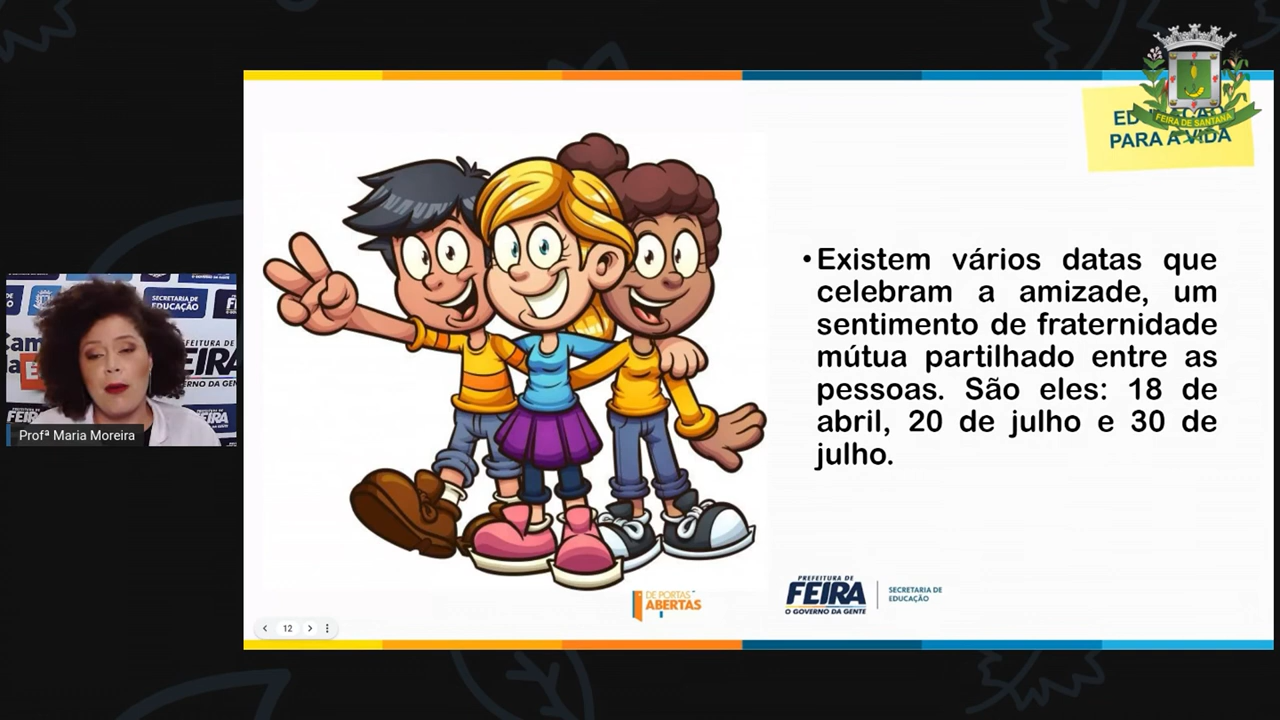 EDUCAÇÃO
PARA A VIDA
FEIRA DE SANTANA
•Existem vários datas que
celebram a amizade, um
sentimento de fraternidade
mútua partilhado entre as
pessoas. São eles: 18 de
abril, 20 de julho e 30 de
julho.
SECRETARIA DE
EDUCAÇÃO
Profª Maria Moreira
DE PORTAS
ABERTAS
PREFEITURA DE
FEIRA
O GOVERNO DA GENTE
SECRETARIA DE
EDUCAÇÃO
12